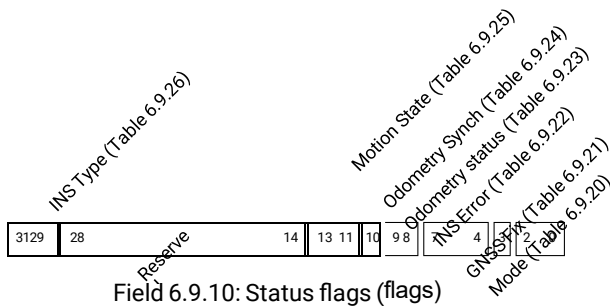 INS Type (Table 6.9.26)
Motion State (Table 6.9.25)
Odometry Synch (Table 6.9.24)
Odometry status (Table 6.9.23)
INS Error (Table 6.9.22)
GNSS Fix (Table 6.9.21)
Mode (Table 6.9.20)
3129 28 14 13 11 10 9 8 7 4 3 2 0
Reserve
Field 6.9.10: Status flags (flags)